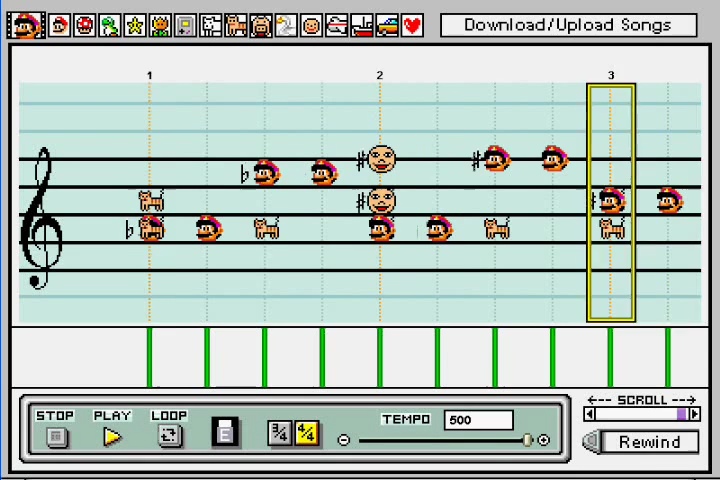 Download/Upload Songs
1 2 3
♭ ♯ ♯
♯
♭
STOP PLAY LOOP
E
3/4 4/4
TEMPO 500
<-- SCROLL -->
Rewind